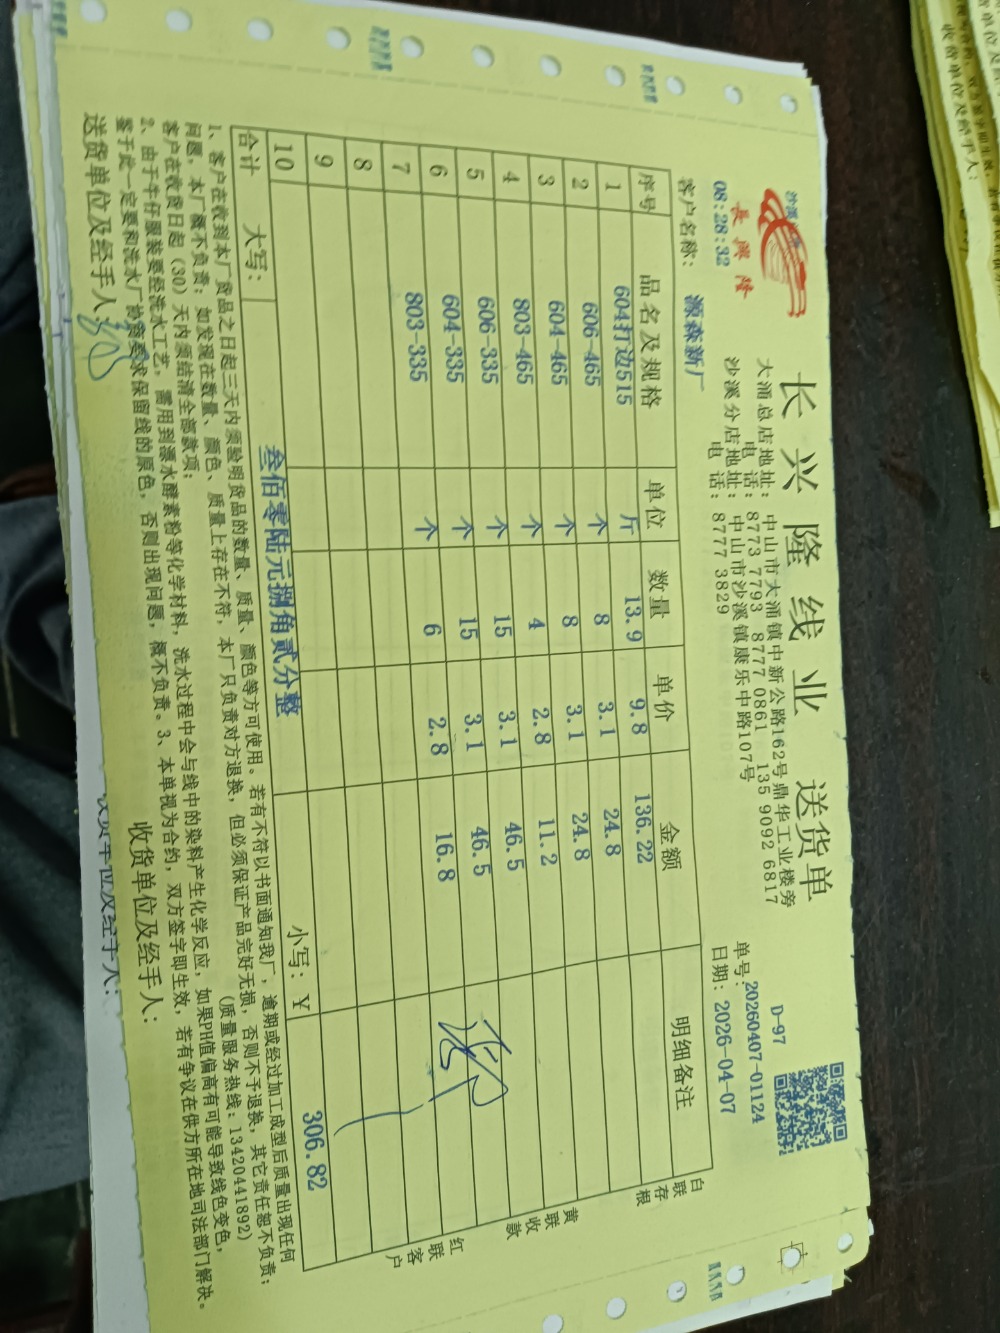 沙溪
長興隆
08:28:32
长兴隆线业 送货单
大涌总店地址：中山市大涌镇中新公路162号鼎华工业楼旁
电 话：8773 7793 8777 0861 135 9092 6817
沙溪分店地址：中山市沙溪镇康乐中路107号
电 话：8777 3829
D-97
单号：20260407-01124
日期：2026-04-07
客户名称： 源森新厂
序号 品名及规格 单位 数量 单价 金额 明细备注
1 604打边515 斤 13.9 9.8 136.22
2 606-465 个 8 3.1 24.8
3 604-465 个 8 3.1 24.8
4 803-465 个 4 2.8 11.2
5 606-335 个 15 3.1 46.5
6 604-335 个 15 3.1 46.5
7 803-335 个 6 2.8 16.8
8
9
10
合计 大写： 叁佰零陆元捌角贰分整 小写：￥ 306.82
白联存根
黄联收款
红联客户
1、客户在收到本厂货品之日起三天内须验明货品的数量、质量、颜色等方可使用。若有不符以书面通知我厂，逾期或经过加工成型后质量出现任何
问题，本厂概不负责；如发现在数量、颜色、质量上存在不符，本厂只负责对方退换，但必须保证产品完好无损，否则不予退换，其它责任恕不负责；
客户在收货日起（30）天内须结清全部款项； （质量服务热线：13420441892）
2、由于牛仔服装要经洗水工艺，需用到漂水酵素粉等化学材料，洗水过程中会与线中的染料产生化学反应，如果PH值偏高有可能导致线色变色，
鉴于此一定要和洗水厂协商要求保留线的原色，否则出现问题，概不负责。3、本单视为合约，双方签字即生效，若有争议在供方所在地司法部门解决。
送货单位及经手人： 收货单位及经手人：
收货单位及经手人：